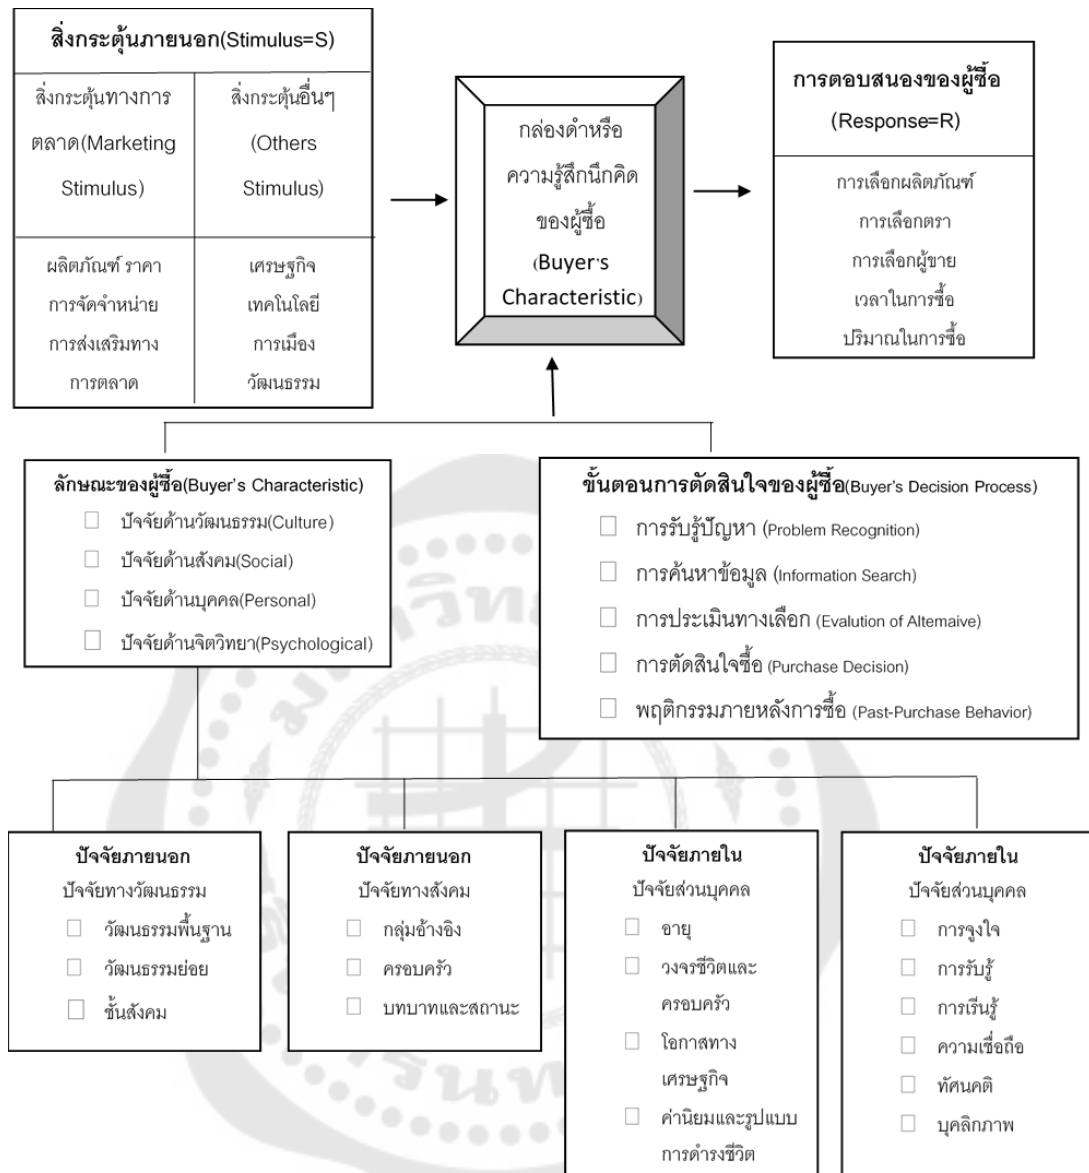 สิ่งกระตุ้นภายนอก(Stimulus=S)
สิ่งกระตุ้นทางการ
ตลาด(Marketing
Stimulus)
สิ่งกระตุ้นอื่นๆ
(Others
Stimulus)
ผลิตภัณฑ์ ราคา
การจัดจำหน่าย
การส่งเสริมทาง
การตลาด
เศรษฐกิจ
เทคโนโลยี
การเมือง
วัฒนธรรม
กล่องดำหรือ
ความรู้สึกนึกคิด
ของผู้ซื้อ
(Buyer's
Characteristic)
การตอบสนองของผู้ซื้อ
(Response=R)
การเลือกผลิตภัณฑ์
การเลือกตรา
การเลือกผู้ขาย
เวลาในการซื้อ
ปริมาณในการซื้อ
ลักษณะของผู้ซื้อ(Buyer's Characteristic)
ปัจจัยด้านวัฒนธรรม(Culture)
ปัจจัยด้านสังคม(Social)
ปัจจัยด้านบุคคล(Personal)
ปัจจัยด้านจิตวิทยา(Psychological)
ขั้นตอนการตัดสินใจของผู้ซื้อ(Buyer's Decision Process)
การรับรู้ปัญหา (Problem Recognition)
การค้นหาข้อมูล (Information Search)
การประเมินทางเลือก (Evalution of Altemaive)
การตัดสินใจซื้อ (Purchase Decision)
พฤติกรรมภายหลังการซื้อ (Past-Purchase Behavior)
ปัจจัยภายนอก
ปัจจัยทางวัฒนธรรม
วัฒนธรรมพื้นฐาน
วัฒนธรรมย่อย
ชั้นสังคม
ปัจจัยภายนอก
ปัจจัยทางสังคม
กลุ่มอ้างอิง
ครอบครัว
บทบาทและสถานะ
ปัจจัยภายใน
ปัจจัยส่วนบุคคล
อายุ
วงจรชีวิตและ
ครอบครัว
โอกาสทาง
เศรษฐกิจ
ค่านิยมและรูปแบบ
การดำรงชีวิต
ปัจจัยภายใน
ปัจจัยส่วนบุคคล
การจูงใจ
การรับรู้
การเรีนรู้
ความเชื่อถือ
ทัศนคติ
บุคลิกภาพ